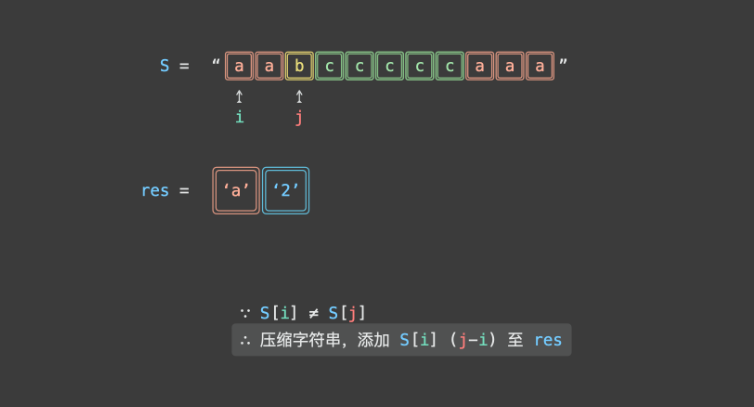 S = “ a a b c c c c c a a a ”
↑ ↑
i j
res = ‘a’ ‘2’
∵ S[i] ≠ S[j]
∴ 压缩字符串, 添加 S[i] (j-i) 至 res